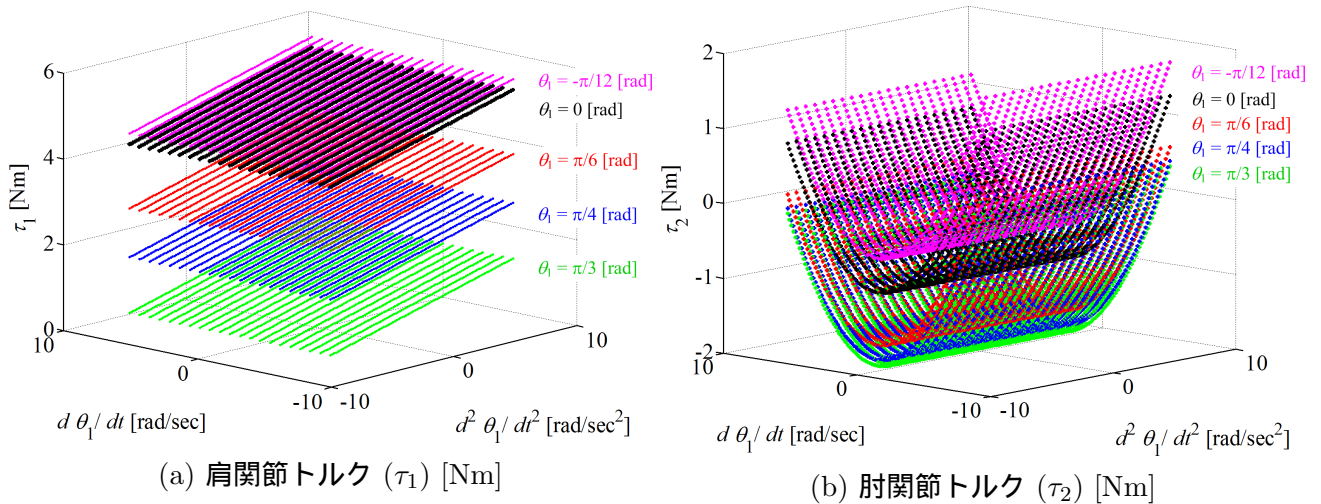 6
4
2
0
τ1 [Nm]
θ1 = -π/12 [rad]
θ1 = 0 [rad]
θ1 = π/6 [rad]
θ1 = π/4 [rad]
θ1 = π/3 [rad]
10
0
-10
-10
0
10
d θ1/ dt [rad/sec]
d² θ1/ dt² [rad/sec²]
(a) 肩関節トルク (τ1) [Nm]
2
1
0
-1
-2
τ2 [Nm]
θ1 = -π/12 [rad]
θ1 = 0 [rad]
θ1 = π/6 [rad]
θ1 = π/4 [rad]
θ1 = π/3 [rad]
10
0
-10
-10
0
10
d θ1/ dt [rad/sec]
d² θ1/ dt² [rad/sec²]
(b) 肘関節トルク (τ2) [Nm]